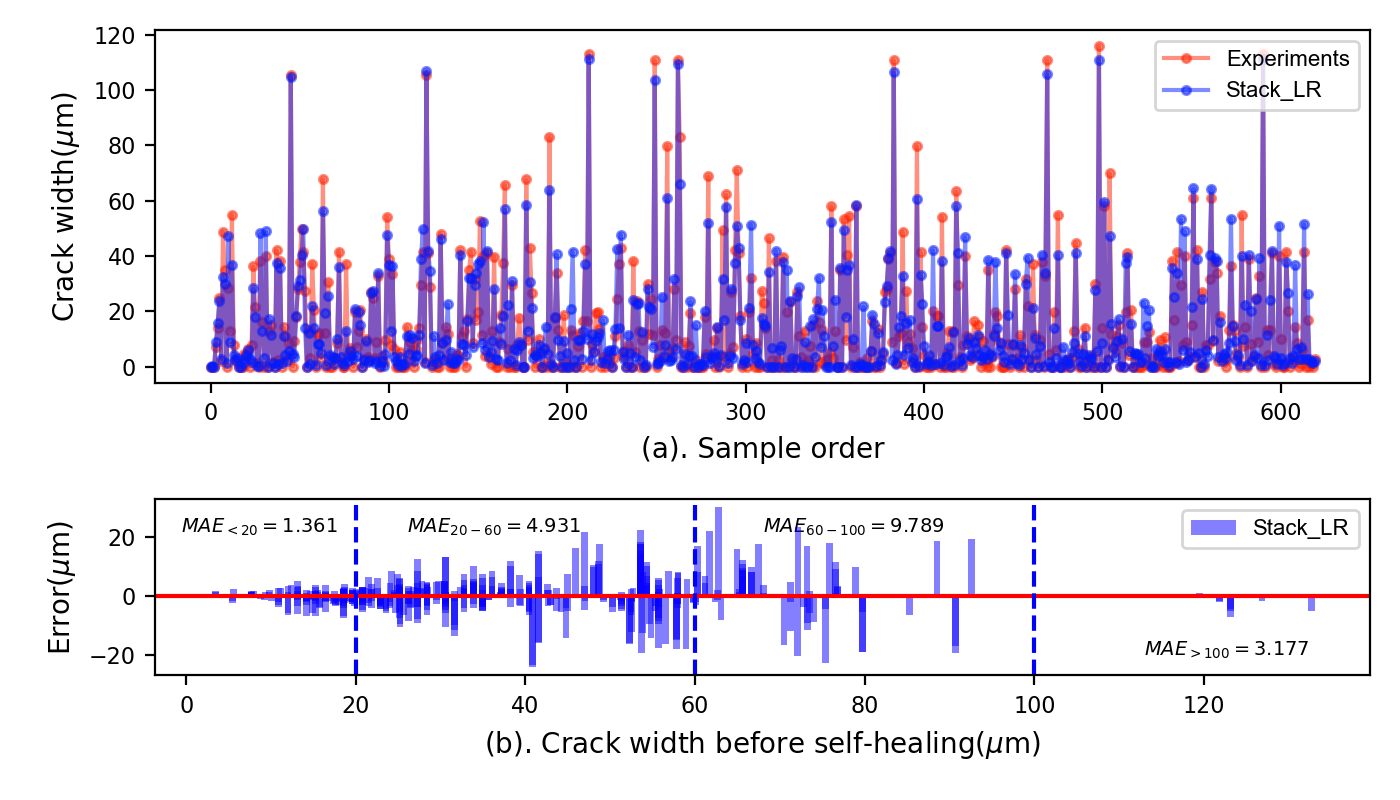 120
100
80
60
40
20
0
Crack width(μm)
Experiments
Stack_LR
0 100 200 300 400 500 600
(a). Sample order
20
0
−20
Error(μm)
MAE<20 = 1.361
MAE20−60 = 4.931
MAE60−100 = 9.789
Stack_LR
MAE>100 = 3.177
0 20 40 60 80 100 120
(b). Crack width before self-healing(μm)